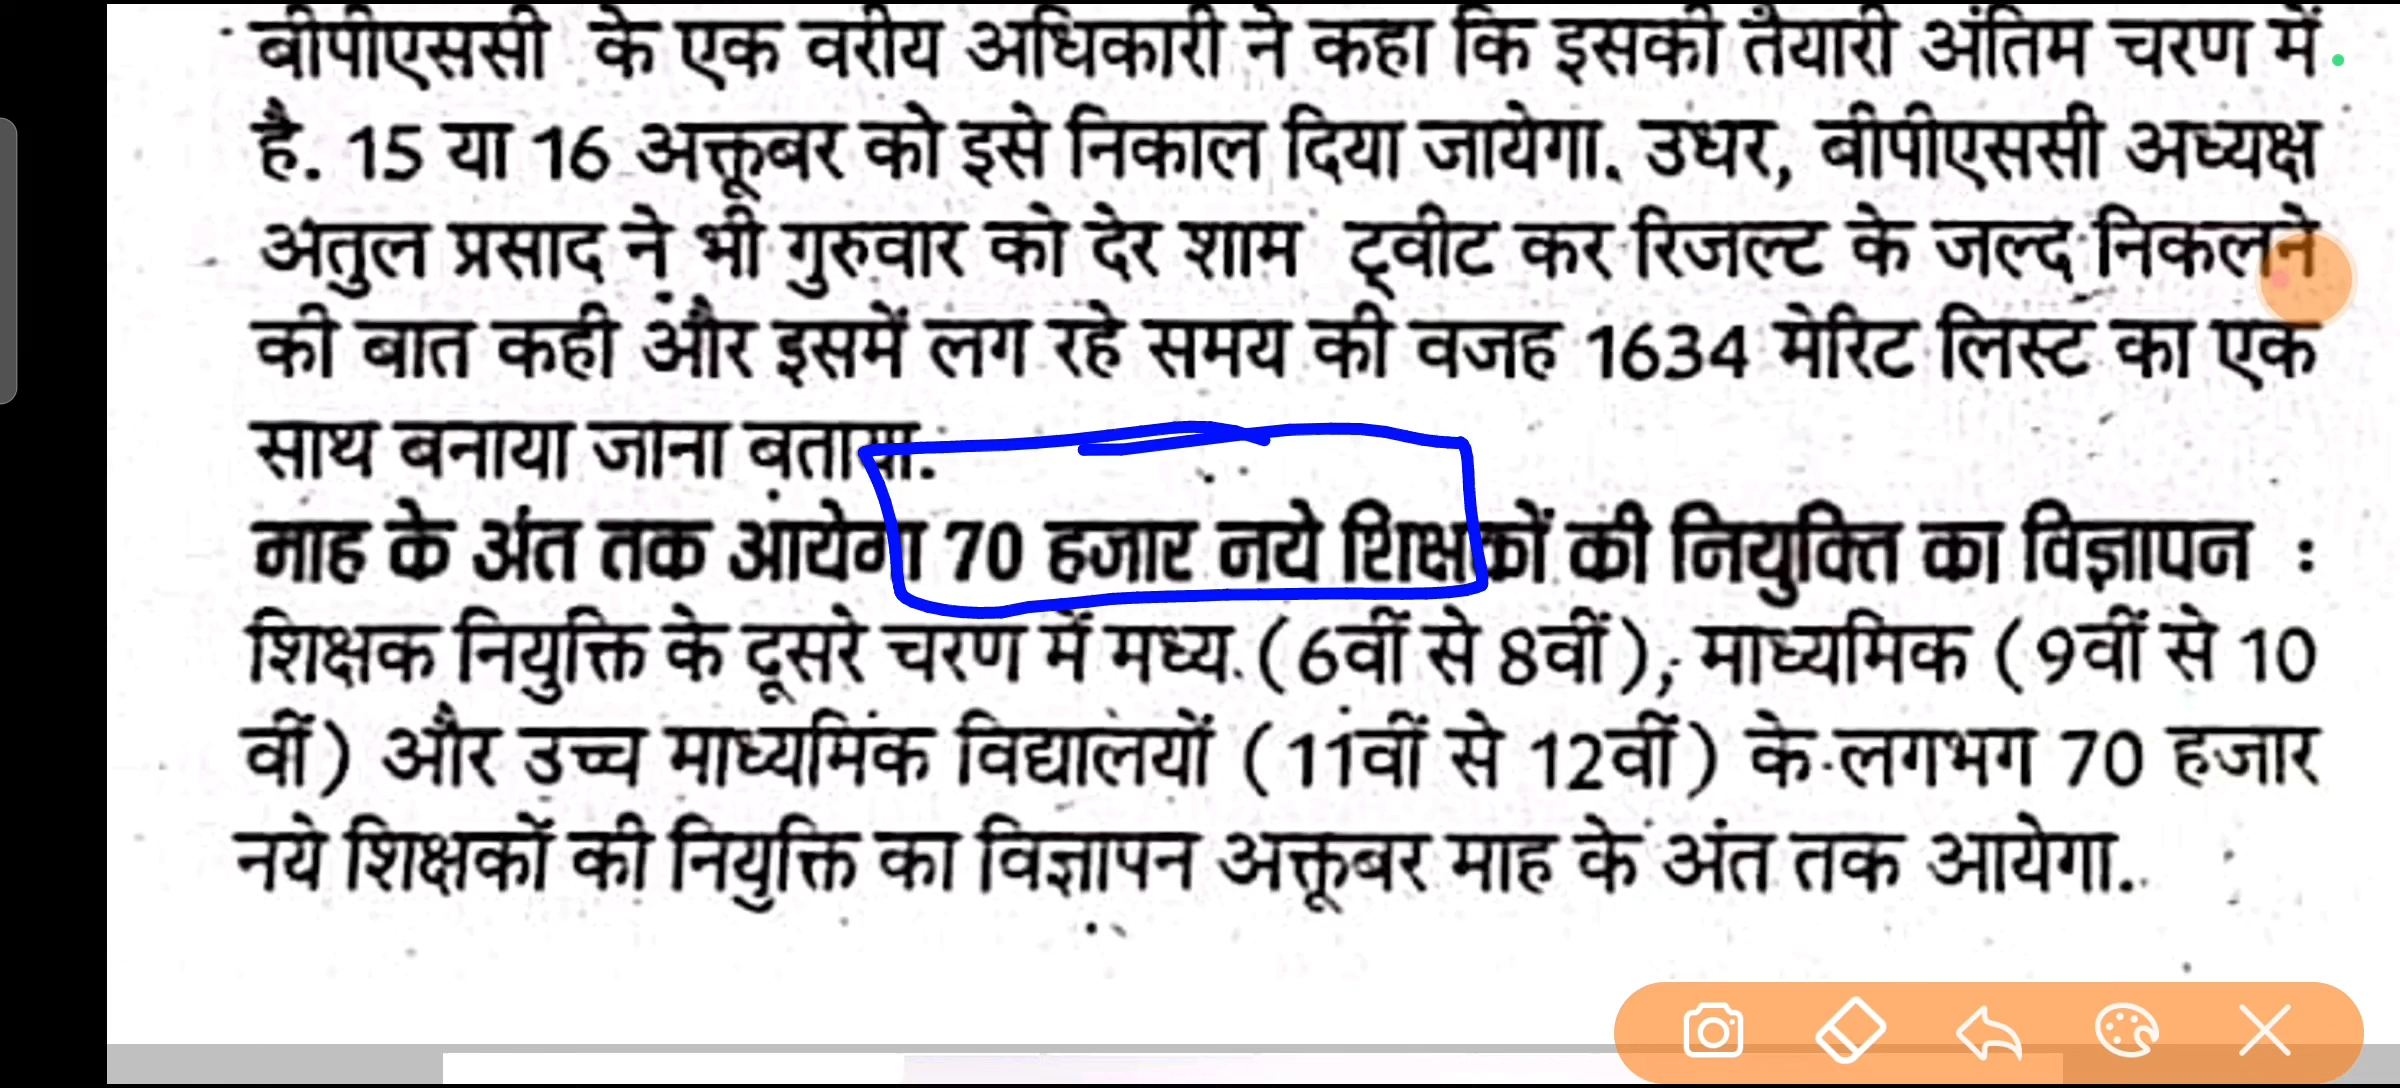 बीपीएससी के एक वरीय अधिकारी ने कहा कि इसकी तैयारी अंतिम चरण में
है. 15 या 16 अक्तूबर को इसे निकाल दिया जायेगा. उधर, बीपीएससी अध्यक्ष
अतुल प्रसाद ने भी गुरुवार को देर शाम ट्वीट कर रिजल्ट के जल्द निकलने
की बात कही और इसमें लग रहे समय की वजह 1634 मेरिट लिस्ट का एक
साथ बनाया जाना बताया.
माह के अंत तक आयेगा 70 हजार नये शिक्षकों की नियुक्ति का विज्ञापन :
शिक्षक नियुक्ति के दूसरे चरण में मध्य (6वीं से 8वीं), माध्यमिक (9वीं से 10
वीं) और उच्च माध्यमिक विद्यालयों (11वीं से 12वीं) के लगभग 70 हजार
नये शिक्षकों की नियुक्ति का विज्ञापन अक्तूबर माह के अंत तक आयेगा.